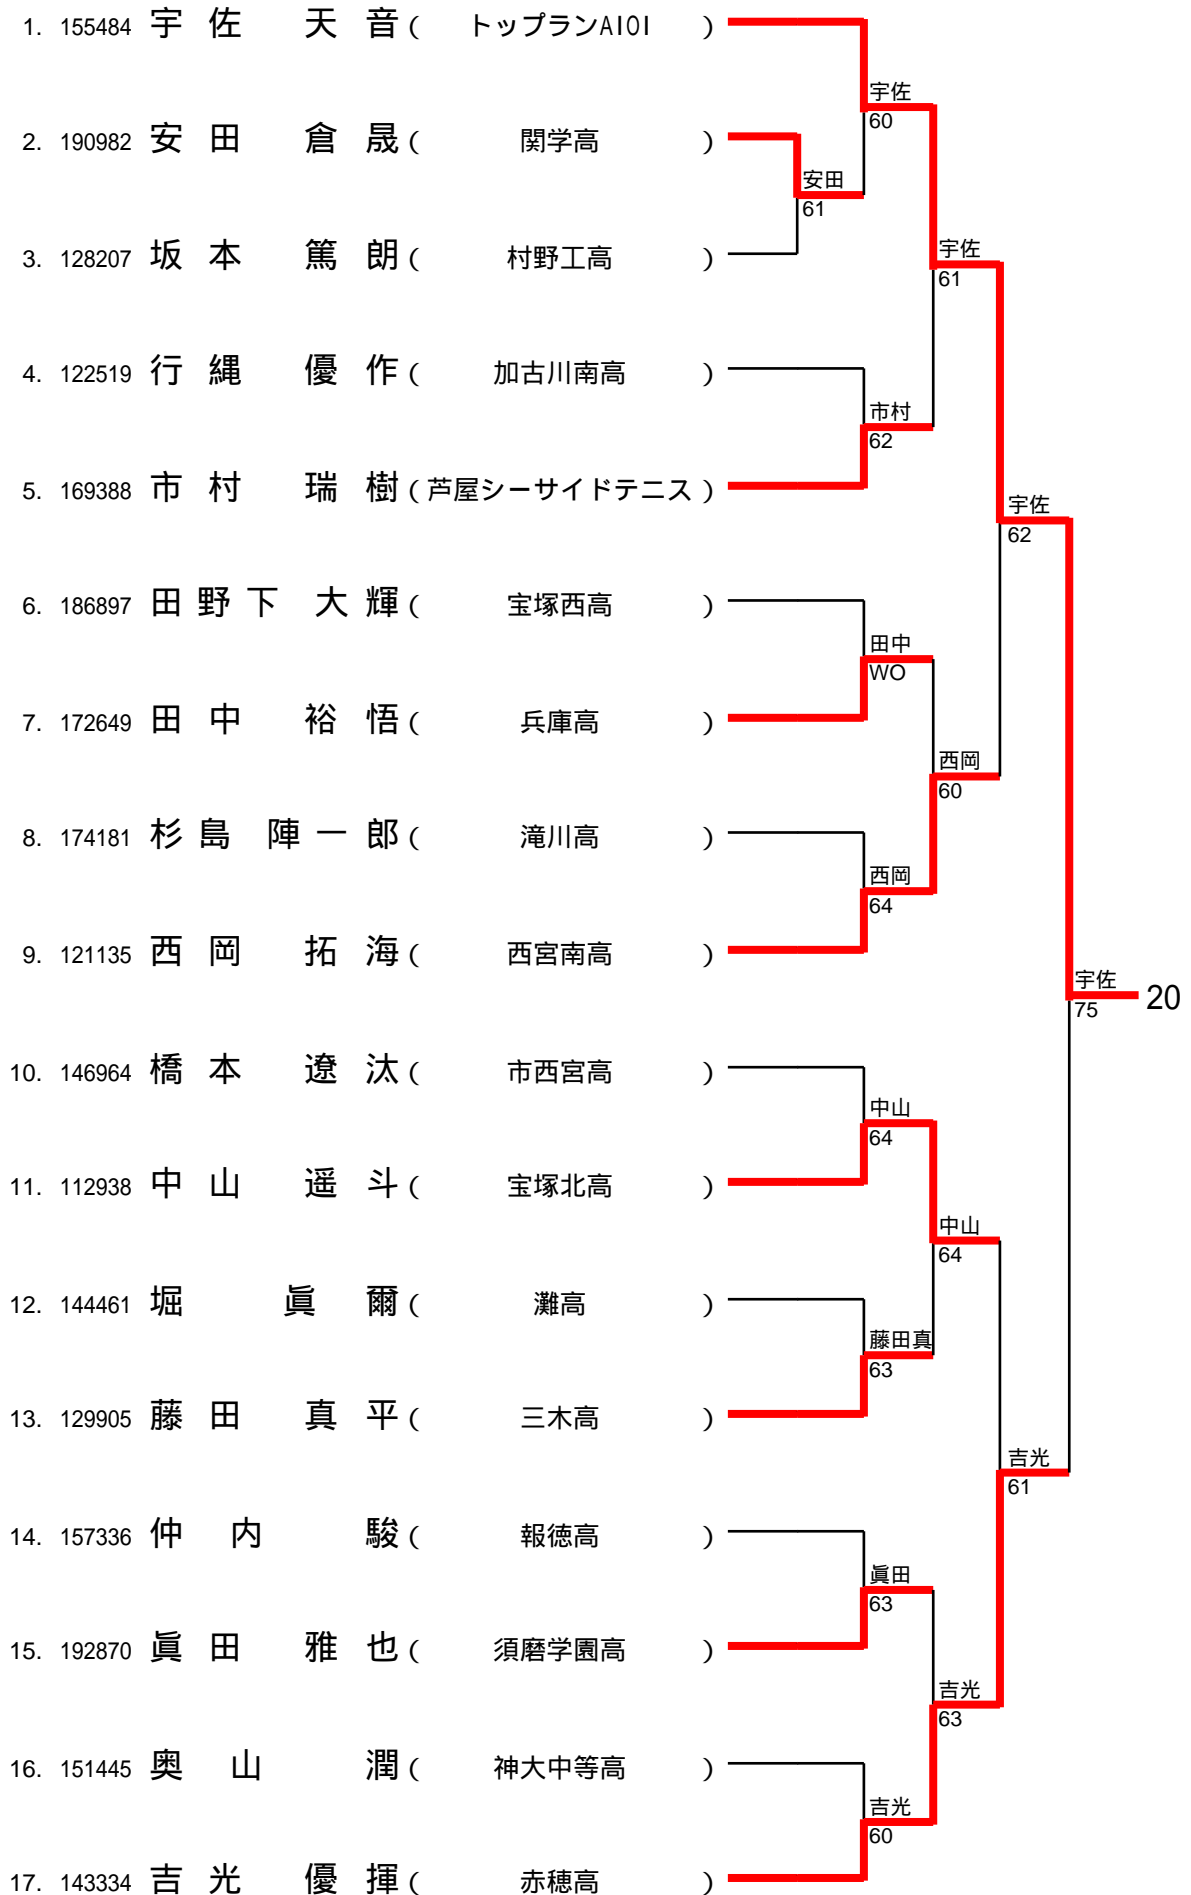 1. 155484 宇佐 天音 ( トップランAIOI )
宇佐
60
2. 190982 安田 倉晟 ( 関学高 )
安田
61
3. 128207 坂本 篤朗 ( 村野工高 )
宇佐
61
4. 122519 行縄 優作 ( 加古川南高 )
市村
62
5. 169388 市村 瑞樹 ( 芦屋シーサイドテニス )
宇佐
62
6. 186897 田野下 大輝 ( 宝塚西高 )
田中
WO
7. 172649 田中 裕悟 ( 兵庫高 )
西岡
60
8. 174181 杉島 陣一郎 ( 滝川高 )
西岡
64
9. 121135 西岡 拓海 ( 西宮南高 )
宇佐
75
20
10. 146964 橋本 遼汰 ( 市西宮高 )
中山
64
11. 112938 中山 遥斗 ( 宝塚北高 )
中山
64
12. 144461 堀 眞爾 ( 灘高 )
藤田真
63
13. 129905 藤田 真平 ( 三木高 )
吉光
61
14. 157336 仲内 駿 ( 報徳高 )
眞田
63
15. 192870 眞田 雅也 ( 須磨学園高 )
吉光
63
16. 151445 奥山 潤 ( 神大中等高 )
吉光
60
17. 143334 吉光 優揮 ( 赤穂高 )